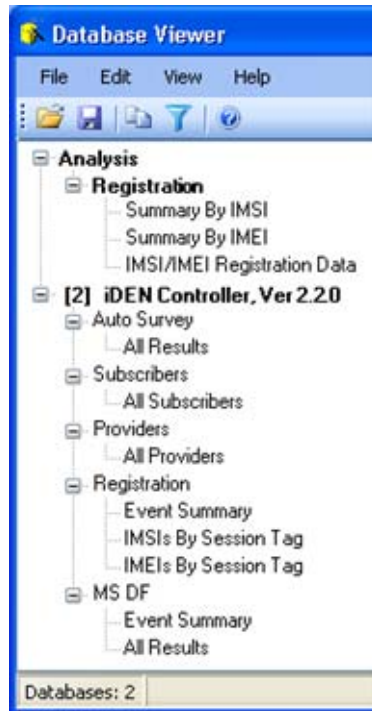 Database Viewer
File Edit View Help
Analysis
Registration
Summary By IMSI
Summary By IMEI
IMSI/IMEI Registration Data
[2] iDEN Controller, Ver 2.2.0
Auto Survey
All Results
Subscribers
All Subscribers
Providers
All Providers
Registration
Event Summary
IMSIs By Session Tag
IMEIs By Session Tag
MS DF
Event Summary
All Results
Databases: 2